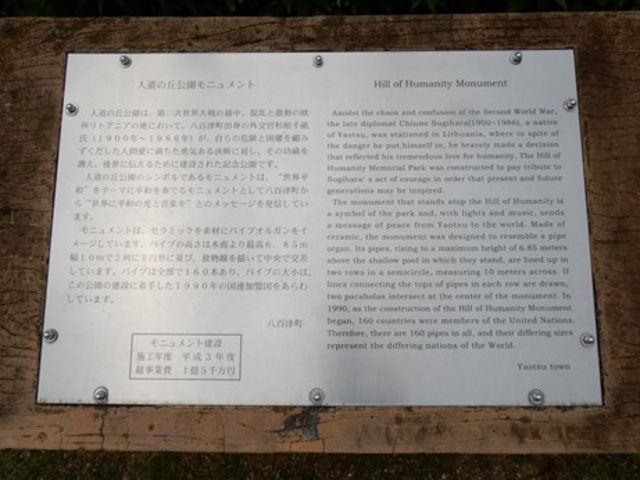 人道の丘公園モニュメント
人道の丘公園は、第二次世界大戦の最中、混乱と激動の欧
州リトアニアの地において、八百津町出身の外交官杉原千畝
氏（1900年～1986年）が、自らの危険と困難を顧み
ずくだした人間愛に満ちた勇気ある決断に対し、その功績を
讃え、後世に伝えるために建設された記念公園です。
人道の丘公園のシンボルであるモニュメントは、“世界平
和”をテーマに平和を奏でるモニュメントとして八百津町か
ら“世界に平和の光と音楽を”とのメッセージを発信してい
ます。
モニュメントは、セラミックを素材にパイプオルガンをイ
メージしています。パイプの高さは水面より最高6．85m
幅10mで2列に半円形に並び、放物線を描いて中央で交差
しています。パイプは全部で160本あり、パイプの大小は、
この公園の建設に着手した1990年の国連加盟国をあらわ
しています。
八百津町
モニュメント建設
施工年度 平成3年度
総事業費 1億5千万円
Hill of Humanity Monument
Amidst the chaos and confusion of the Second World War,
the late diplomat Chiune Sugihara(1900-1986), a native
of Yaotsu, was stationed in Lithuania, where in spite of
the danger he put himself in, he bravely made a decision
that reflected his tremendous love for humanity. The Hill of
Humanity Memorial Park was constructed to pay tribute to
Sugihara' s act of courage in order that present and future
generations may be inspired.
The monument that stands atop the Hill of Humanity is
a symbol of the park and, with lights and music, sends
a message of peace from Yaotsu to the world. Made of
ceramic, the monument was designed to resemble a pipe
organ. Its pipes, rising to a maximum height of 6.85 meters
above the shallow pool in which they stand, are lined up in
two rows in a semicircle, measuring 10 meters across. If
lines connecting the tops of pipes in each row are drawn,
two parabolas intersect at the center of the monument. In
1990, as the construction of the Hill of Humanity Monument
began, 160 countries were members of the United Nations.
Therefore, there are 160 pipes in all, and their differing sizes
represent the differing nations of the World.
Yaotsu town